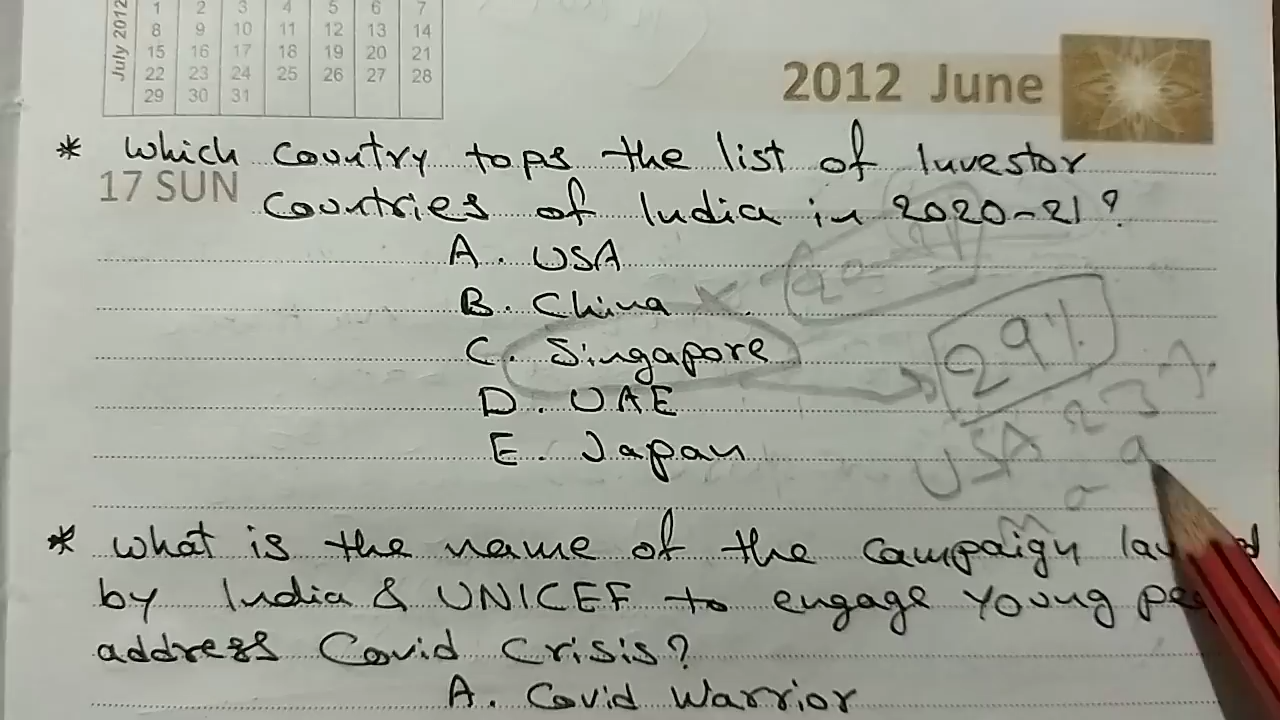 July 2012
1 2 3 4 5 6 7
8 9 10 11 12 13 14
15 16 17 18 19 20 21
22 23 24 25 26 27 28
29 30 31
2012 June
* Which country tops the list of Investor
17 SUN
Countries of India in 2020-21?
A. USA
B. China
C. Singapore
29%
D. UAE
USA 23%
E. Japan
* What is the name of the campaign
by India & UNICEF to engage young
address Covid Crisis?
A. Covid Warrior